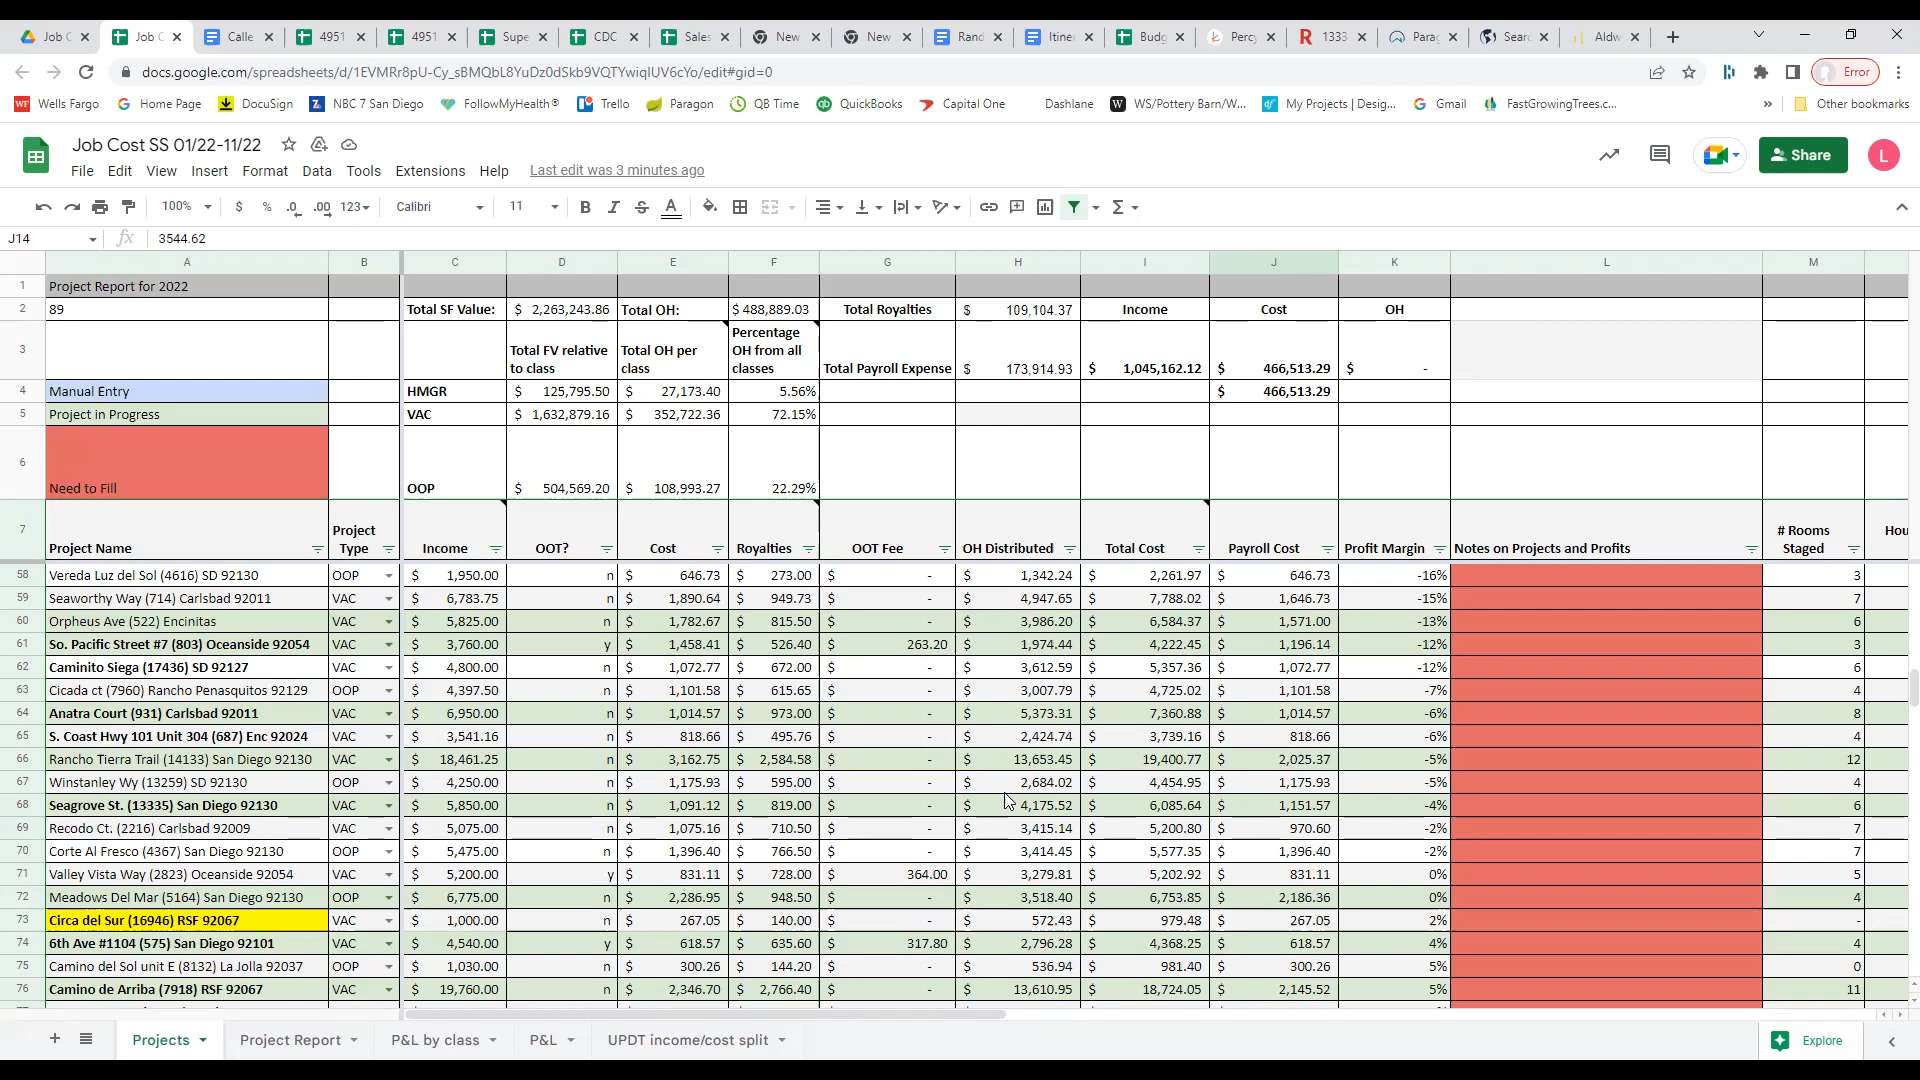 Job C
Job C
Calle
4951
4951
Supe
CDC
Sales
New
New
Rand
Itiner
Budg
Percy
1333
Parag
Searc
Aldw
docs.google.com/spreadsheets/d/1EVMRr8pU-Cy_sBMQbL8YuDz0dSkb9VQTYwiqIUV6cYo/edit#gid=0
Error
Wells Fargo
Home Page
DocuSign
NBC 7 San Diego
FollowMyHealth®
Trello
Paragon
QB Time
QuickBooks
Capital One
Dashlane
WS/Pottery Barn/W...
My Projects | Desig...
Gmail
FastGrowingTrees.c...
»
Other bookmarks
Job Cost SS 01/22-11/22
File Edit View Insert Format Data Tools Extensions Help Last edit was 3 minutes ago
Share
L
100% $ % .0 .00 123 Calibri 11 B I S A
J14 fx 3544.62
A B C D E F G H I J K L M
1 Project Report for 2022
2 89 Total SF Value: $ 2,263,243.86 Total OH: $ 488,889.03 Total Royalties $ 109,104.37 Income Cost OH
3 Total FV relative to class Total OH per class Percentage OH from all classes Total Payroll Expense $ 173,914.93 $ 1,045,162.12 $ 466,513.29 $ -
4 Manual Entry HMGR $ 125,795.50 $ 27,173.40 5.56% $ 466,513.29
5 Project in Progress VAC $ 1,632,879.16 $ 352,722.36 72.15%
6 Need to Fill OOP $ 504,569.20 $ 108,993.27 22.29%
7 Project Name Project Type Income OOT? Cost Royalties OOT Fee OH Distributed Total Cost Payroll Cost Profit Margin Notes on Projects and Profits # Rooms Staged Hou
58 Vereda Luz del Sol (4616) SD 92130 OOP $ 1,950.00 n $ 646.73 $ 273.00 $ - $ 1,342.24 $ 2,261.97 $ 646.73 -16% 3
59 Seaworthy Way (714) Carlsbad 92011 VAC $ 6,783.75 n $ 1,890.64 $ 949.73 $ - $ 4,947.65 $ 7,788.02 $ 1,646.73 -15% 7
60 Orpheus Ave (522) Encinitas VAC $ 5,825.00 n $ 1,782.67 $ 815.50 $ - $ 3,986.20 $ 6,584.37 $ 1,571.00 -13% 6
61 So. Pacific Street #7 (803) Oceanside 92054 VAC $ 3,760.00 y $ 1,458.41 $ 526.40 $ 263.20 $ 1,974.44 $ 4,222.45 $ 1,196.14 -12% 3
62 Caminito Siega (17436) SD 92127 VAC $ 4,800.00 n $ 1,072.77 $ 672.00 $ - $ 3,612.59 $ 5,357.36 $ 1,072.77 -12% 6
63 Cicada ct (7960) Rancho Penasquitos 92129 OOP $ 4,397.50 n $ 1,101.58 $ 615.65 $ - $ 3,007.79 $ 4,725.02 $ 1,101.58 -7% 4
64 Anatra Court (931) Carlsbad 92011 VAC $ 6,950.00 n $ 1,014.57 $ 973.00 $ - $ 5,373.31 $ 7,360.88 $ 1,014.57 -6% 8
65 S. Coast Hwy 101 Unit 304 (687) Enc 92024 VAC $ 3,541.16 n $ 818.66 $ 495.76 $ - $ 2,424.74 $ 3,739.16 $ 818.66 -6% 4
66 Rancho Tierra Trail (14133) San Diego 92130 VAC $ 18,461.25 n $ 3,162.75 $ 2,584.58 $ - $ 13,653.45 $ 19,400.77 $ 2,025.37 -5% 12
67 Winstanley Wy (13259) SD 92130 OOP $ 4,250.00 n $ 1,175.93 $ 595.00 $ - $ 2,684.02 $ 4,454.95 $ 1,175.93 -5% 4
68 Seagrove St. (13335) San Diego 92130 VAC $ 5,850.00 n $ 1,091.12 $ 819.00 $ - $ 4,175.52 $ 6,085.64 $ 1,151.57 -4% 6
69 Recodo Ct. (2216) Carlsbad 92009 VAC $ 5,075.00 n $ 1,075.16 $ 710.50 $ - $ 3,415.14 $ 5,200.80 $ 970.60 -2% 7
70 Corte Al Fresco (4367) San Diego 92130 OOP $ 5,475.00 n $ 1,396.40 $ 766.50 $ - $ 3,414.45 $ 5,577.35 $ 1,396.40 -2% 7
71 Valley Vista Way (2823) Oceanside 92054 VAC $ 5,200.00 y $ 831.11 $ 728.00 $ 364.00 $ 3,279.81 $ 5,202.92 $ 831.11 0% 5
72 Meadows Del Mar (5164) San Diego 92130 OOP $ 6,775.00 n $ 2,286.95 $ 948.50 $ - $ 3,518.40 $ 6,753.85 $ 2,186.36 0% 4
73 Circa del Sur (16946) RSF 92067 VAC $ 1,000.00 n $ 267.05 $ 140.00 $ - $ 572.43 $ 979.48 $ 267.05 2% -
74 6th Ave #1104 (575) San Diego 92101 VAC $ 4,540.00 y $ 618.57 $ 635.60 $ 317.80 $ 2,796.28 $ 4,368.25 $ 618.57 4% 4
75 Camino del Sol unit E (8132) La Jolla 92037 OOP $ 1,030.00 n $ 300.26 $ 144.20 $ - $ 536.94 $ 981.40 $ 300.26 5% 0
76 Camino de Arriba (7918) RSF 92067 VAC $ 19,760.00 n $ 2,346.70 $ 2,766.40 $ - $ 13,610.95 $ 18,724.05 $ 2,145.52 5% 11
Projects Project Report P&L by class P&L UPDT income/cost split Explore